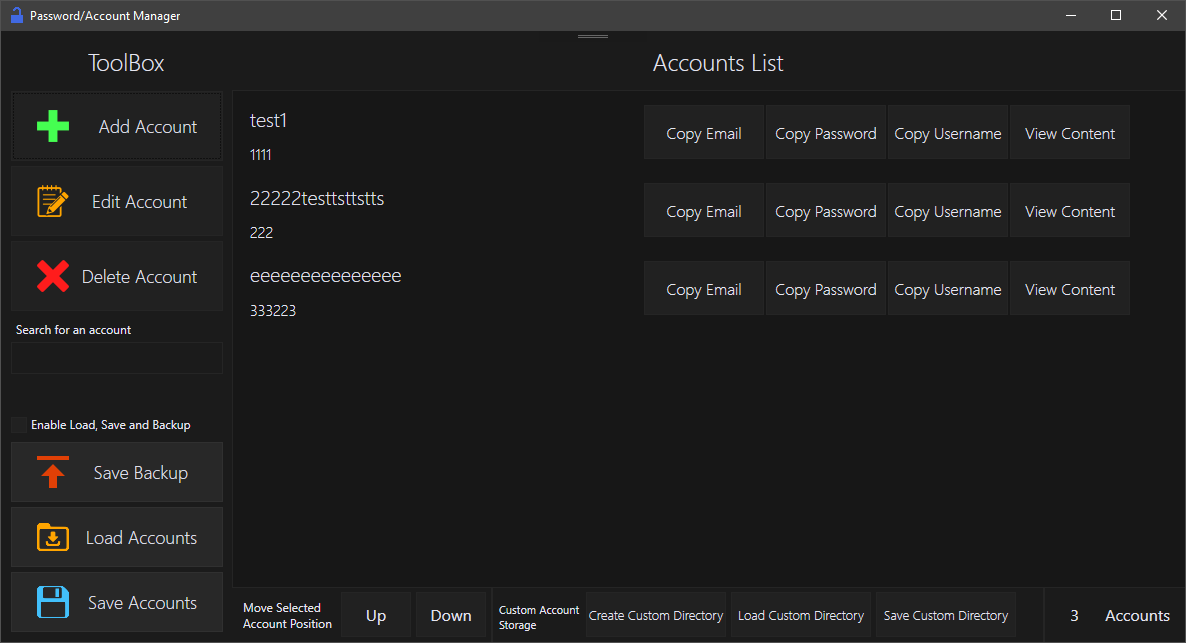 Password/Account Manager
ToolBox
Accounts List
Add Account
Edit Account
Delete Account
Search for an account
Enable Load, Save and Backup
Save Backup
Load Accounts
Save Accounts
test1
1111
Copy Email Copy Password Copy Username View Content
22222testtsttstts
222
Copy Email Copy Password Copy Username View Content
eeeeeeeeeeeeeee
333223
Copy Email Copy Password Copy Username View Content
Move Selected
Account Position
Up
Down
Custom Account
Storage
Create Custom Directory
Load Custom Directory
Save Custom Directory
3 Accounts